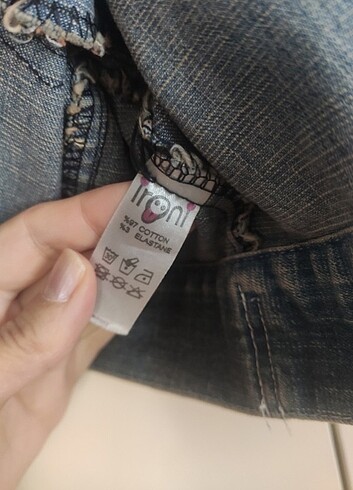 ironi
%97 COTTON
%3 ELASTANE